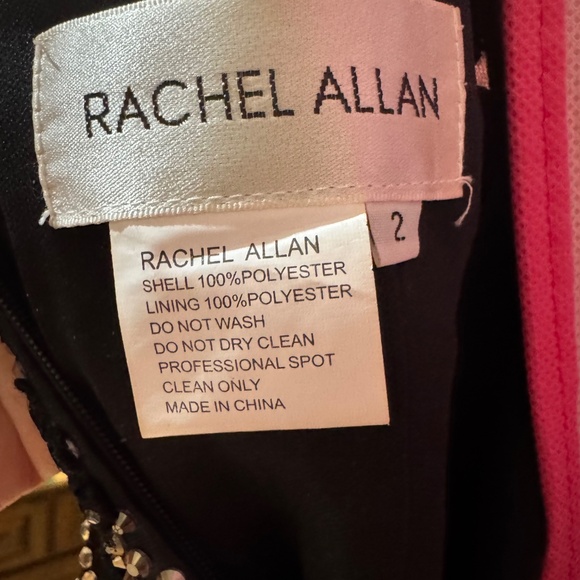 RACHEL ALLAN
2
RACHEL ALLAN
SHELL 100%POLYESTER
LINING 100%POLYESTER
DO NOT WASH
DO NOT DRY CLEAN
PROFESSIONAL SPOT
CLEAN ONLY
MADE IN CHINA